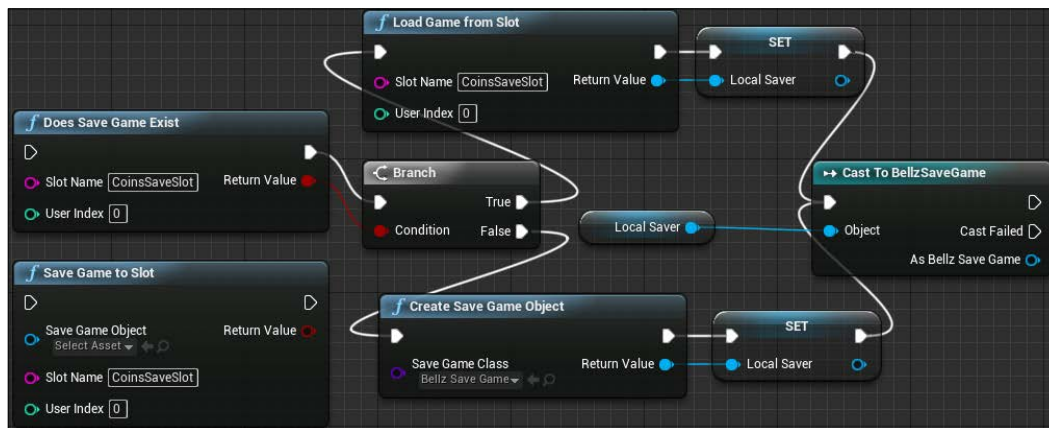 Load Game from Slot
Slot Name CoinsSaveSlot Return Value
User Index 0
SET
Local Saver
Does Save Game Exist
Slot Name CoinsSaveSlot Return Value
User Index 0
Branch
True
Condition False
Local Saver
Cast To BellzSaveGame
Object Cast Failed
As Bellz Save Game
Save Game to Slot
Save Game Object Return Value
Select Asset
Slot Name CoinsSaveSlot
User Index 0
Create Save Game Object
Save Game Class Return Value
Bellz Save Game
SET
Local Saver